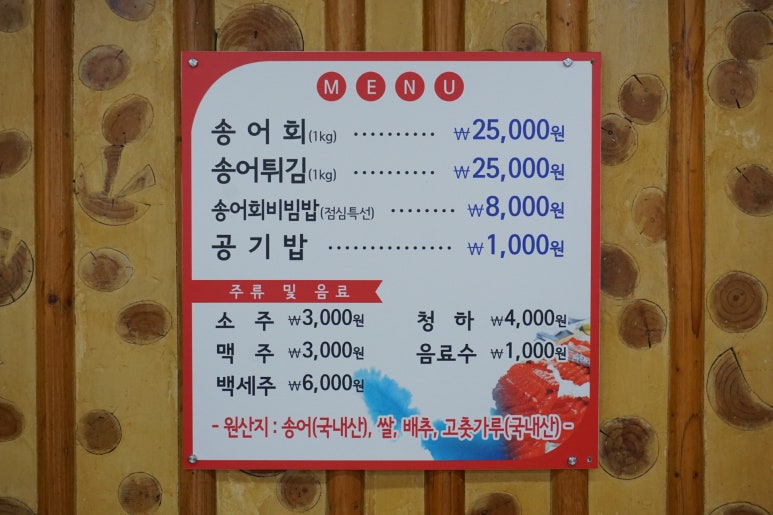 MENU
송어회(1kg) ·········· ₩25,000원
송어튀김(1kg) ·········· ₩25,000원
송어회비빔밥(점심특선) ········ ₩8,000원
공기밥 ··············· ₩1,000원
주류 및 음료
소주 ₩3,000원 청하 ₩4,000원
맥주 ₩3,000원 음료수 ₩1,000원
백세주 ₩6,000원
- 원산지 : 송어(국내산), 쌀, 배추, 고춧가루(국내산) -